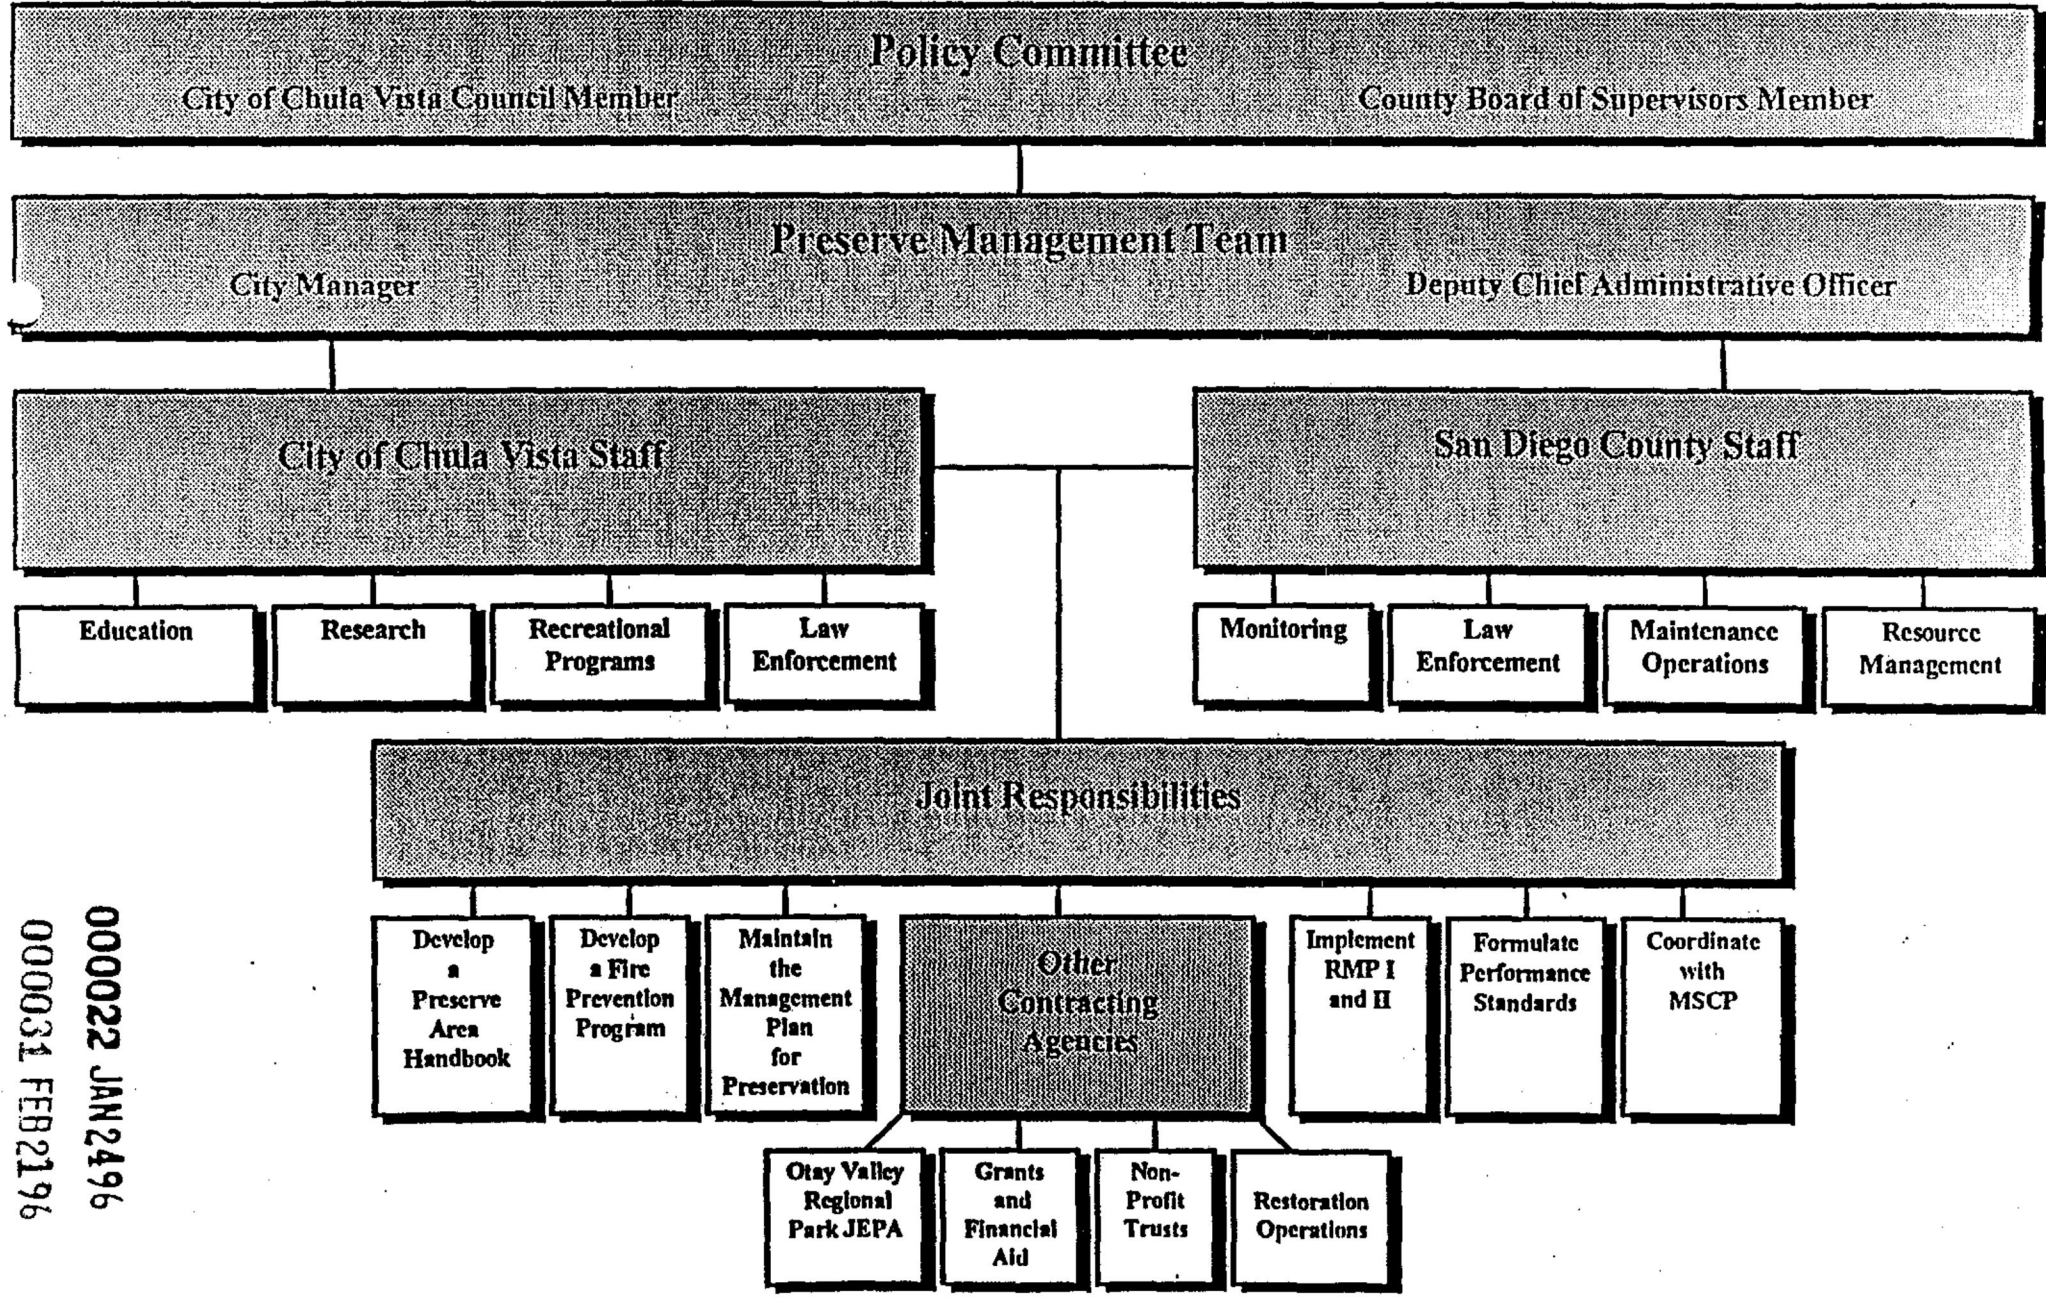 Policy Committee
City of Chula Vista Council Member
County Board of Supervisors Member
Preserve Management Team
City Manager
Deputy Chief Administrative Officer
City of Chula Vista Staff
San Diego County Staff
Education
Research
Recreational
Programs
Law
Enforcement
Monitoring
Law
Enforcement
Maintenance
Operations
Resource
Management
Joint Responsibilities
Develop
a
Preserve
Area
Handbook
Develop
a Fire
Prevention
Program
Maintain
the
Management
Plan
for
Preservation
Other
Contracting
Agencies
Implement
RMP I
and II
Formulate
Performance
Standards
Coordinate
with
MSCP
Otay Valley
Regional
Park JEPA
Grants
and
Financial
Aid
Non-
Profit
Trusts
Restoration
Operations
000022 JAN2496
000031 FEB2196